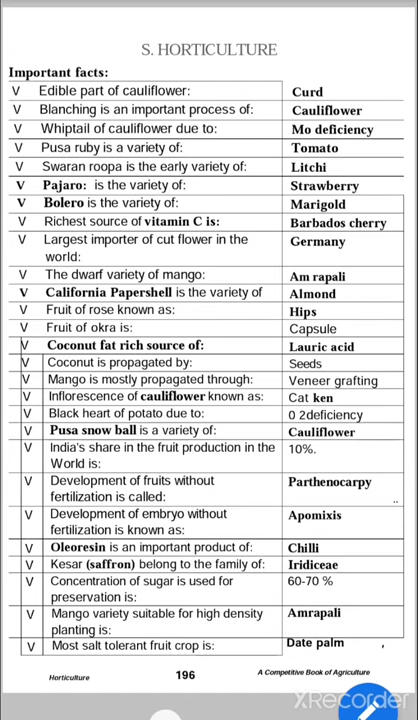 S. HORTICULTURE
Important facts:
V Edible part of cauliflower: Curd
V Blanching is an important process of: Cauliflower
V Whiptail of cauliflower due to: Mo deficiency
V Pusa ruby is a variety of: Tomato
V Swaran roopa is the early variety of: Litchi
V Pajaro: is the variety of: Strawberry
V Bolero is the variety of: Marigold
V Richest source of vitamin C is: Barbados cherry
V Largest importer of cut flower in the Germany
world:
V The dwarf variety of mango: Am rapali
V California Papershell is the variety of Almond
V Fruit of rose known as: Hips
V Fruit of okra is: Capsule
V Coconut fat rich source of: Lauric acid
V Coconut is propagated by: Seeds
V Mango is mostly propagated through: Veneer grafting
V Inflorescence of cauliflower known as: Cat ken
V Black heart of potato due to: 0 2deficiency
V Pusa snow ball is a variety of: Cauliflower
V India's share in the fruit production in the 10%.
World is:
V Development of fruits without Parthenocarpy
fertilization is called: ..
V Development of embryo without Apomixis
fertilization is known as:
V Oleoresin is an important product of: Chilli
V Kesar (saffron) belong to the family of: Iridiceae
V Concentration of sugar is used for 60-70 %
preservation is:
V Mango variety suitable for high density Amrapali
planting is:
V Most salt tolerant fruit crop is: Date palm ,
Horticulture 196 A Competitive Book of Agriculture
XRecorder